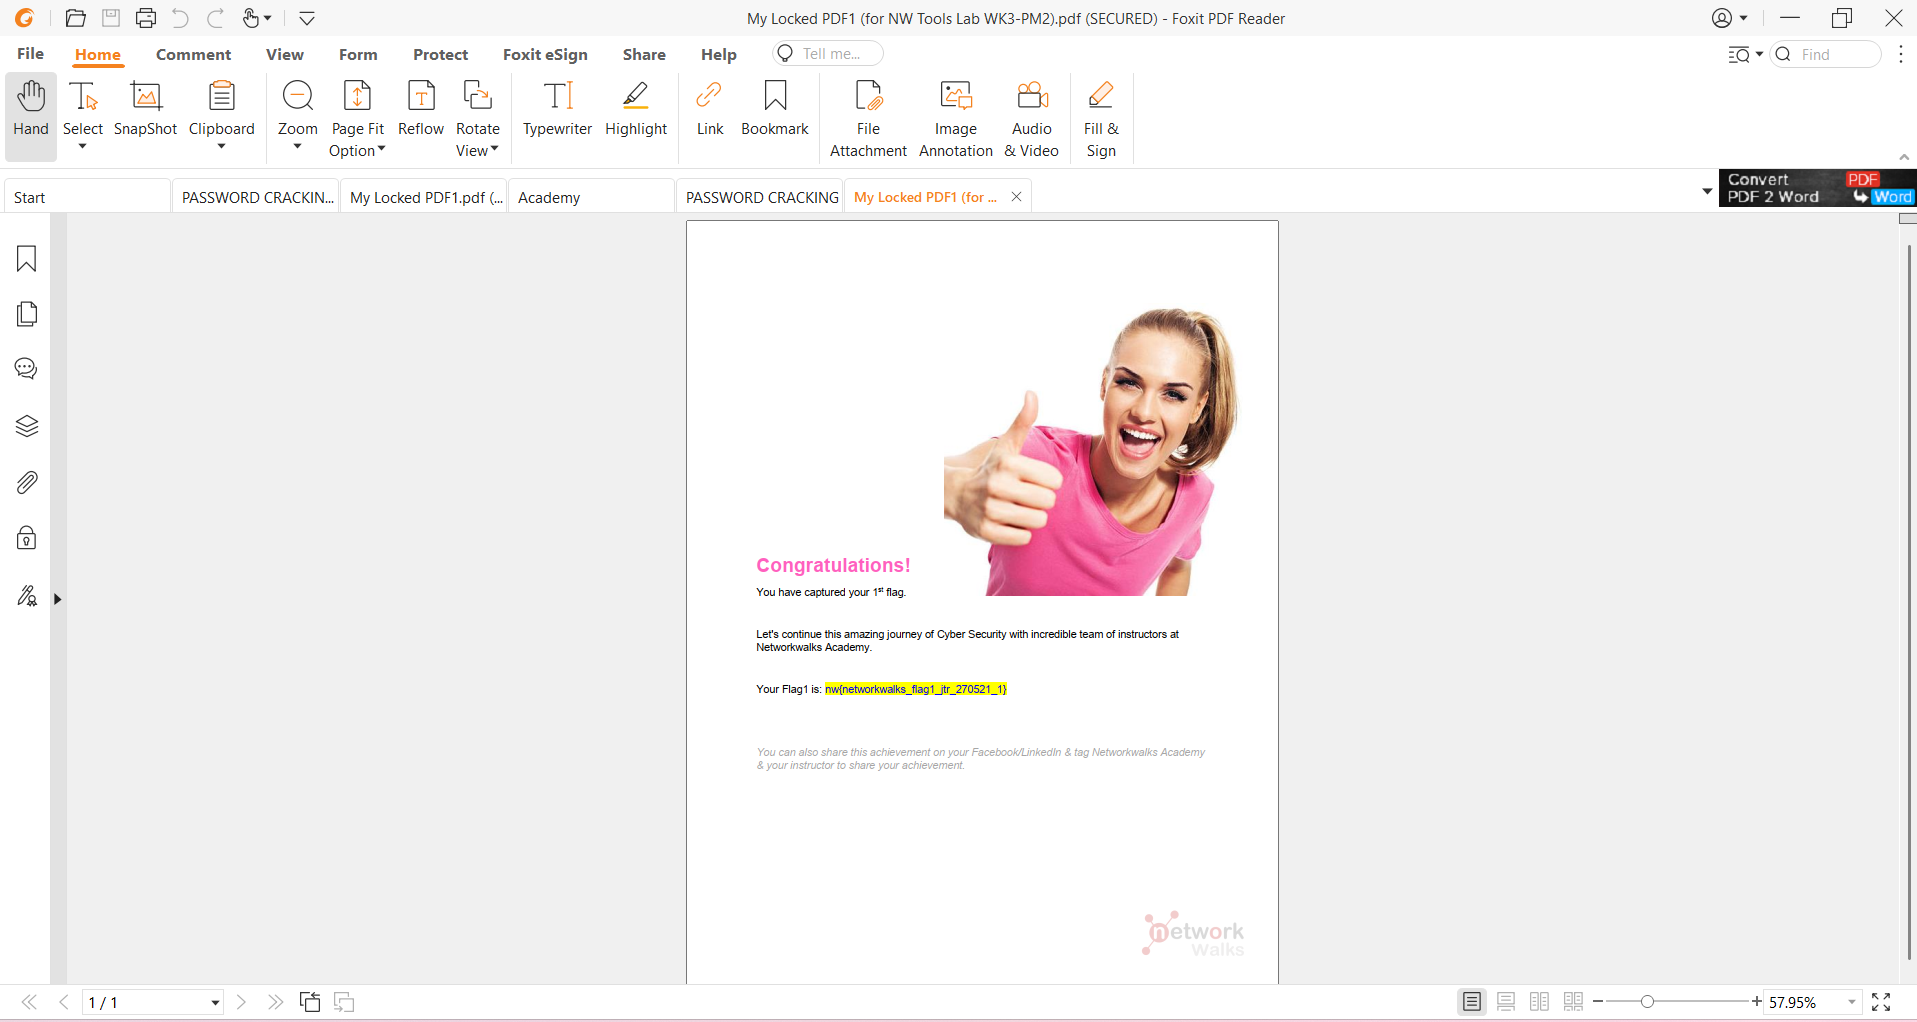 My Locked PDF1 (for NW Tools Lab WK3-PM2).pdf (SECURED) - Foxit PDF Reader
File Home Comment View Form Protect Foxit eSign Share Help Tell me... Find
Hand Select SnapShot Clipboard Zoom Page Fit Option Reflow Rotate View Typewriter Highlight Link Bookmark File Attachment Image Annotation Audio & Video Fill & Sign
Start PASSWORD CRACKIN... My Locked PDF1.pdf (... Academy PASSWORD CRACKING My Locked PDF1 (for ...
Convert PDF
PDF 2 Word Word
Congratulations!
You have captured your 1st flag.
Let's continue this amazing journey of Cyber Security with incredible team of instructors at
Networkwalks Academy.
Your Flag1 is: nw{networkwalks_flag1_jtr_270521_1}
You can also share this achievement on your Facebook/LinkedIn & tag Networkwalks Academy
& your instructor to share your achievement.
network
Walks
1 / 1 57.95%